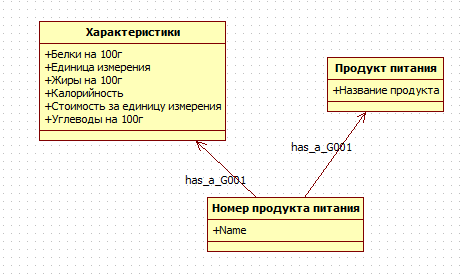 Характеристики
+Белки на 100г
+Единица измерения
+Жиры на 100г
+Калорийность
+Стоимость за единицу измерения
+Углеводы на 100г
Продукт питания
+Название продукта
has_a_G001
has_a_G001
Номер продукта питания
+Name